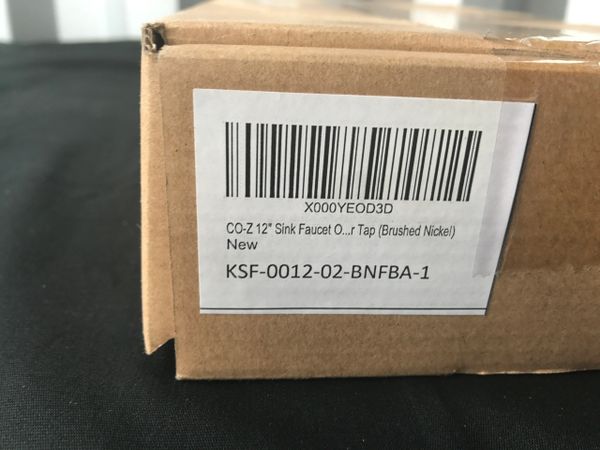 X000YEOD3D
CO-Z 12" Sink Faucet O...r Tap (Brushed Nickel)
New
KSF-0012-02-BNFBA-1